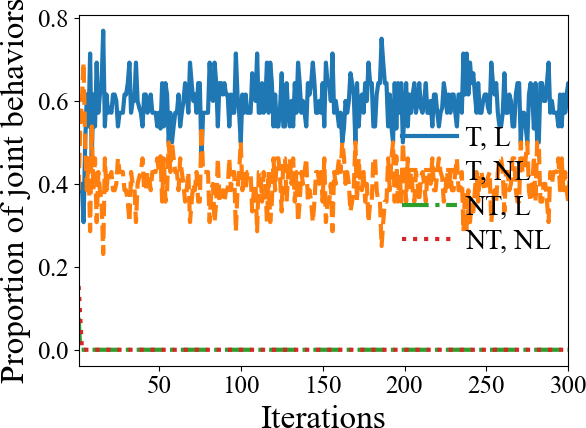 Proportion of joint behaviors
0.8
0.6
0.4
0.2
0.0
T, L
T, NL
NT, L
NT, NL
50
100
150
200
250
300
Iterations